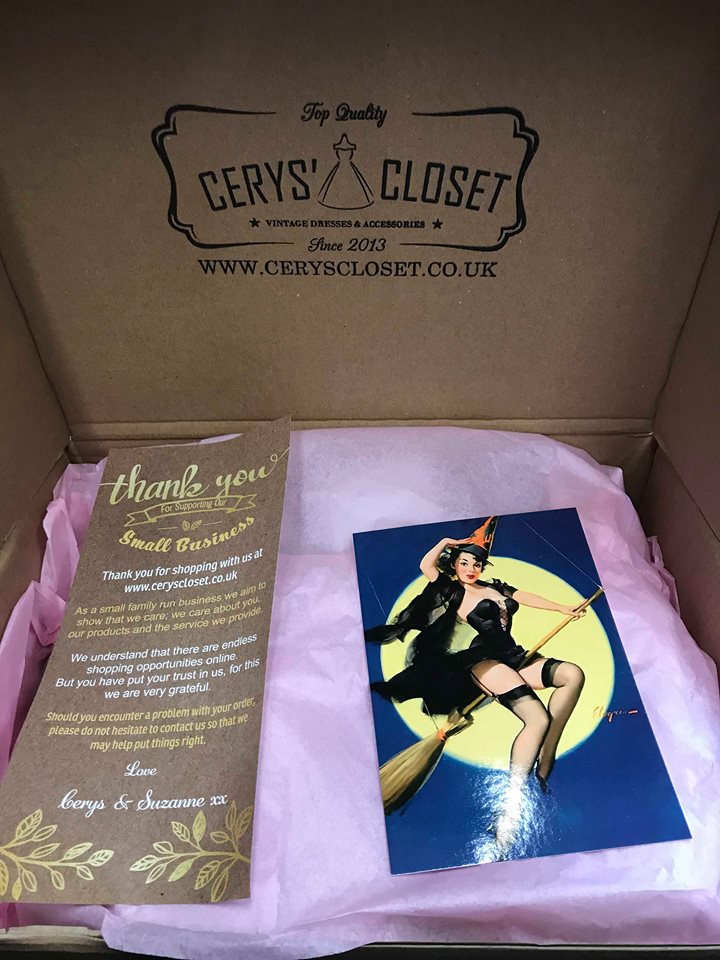 Top Quality
CERYS' CLOSET
★ VINTAGE DRESSES & ACCESSORIES ★
Since 2013
WWW.CERYSCLOSET.CO.UK
thank you
For Supporting Our
Small Business
Thank you for shopping with us at
www.ceryscloset.co.uk
As a small family run business we aim to
show that we care; we care about you,
our products and the service we provide.
We understand that there are endless
shopping opportunities online.
But you have put your trust in us, for this
we are very grateful.
Should you encounter a problem with your order,
please do not hesitate to contact us so that we
may help put things right.
Love
Cerys & Suzanne xx
Elvgren